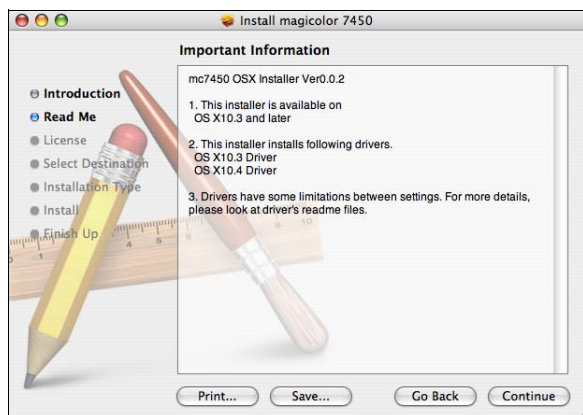 Install magicolor 7450
Important Information
Introduction
Read Me
License
Select Destination
Installation Type
Install
Finish Up
mc7450 OSX Installer Ver0.0.2
1. This installer is available on
OS X10.3 and later
2. This installer installs following drivers.
OS X10.3 Driver
OS X10.4 Driver
3. Drivers have some limitations between settings. For more details,
please look at driver's readme files.
Print...
Save...
Go Back
Continue